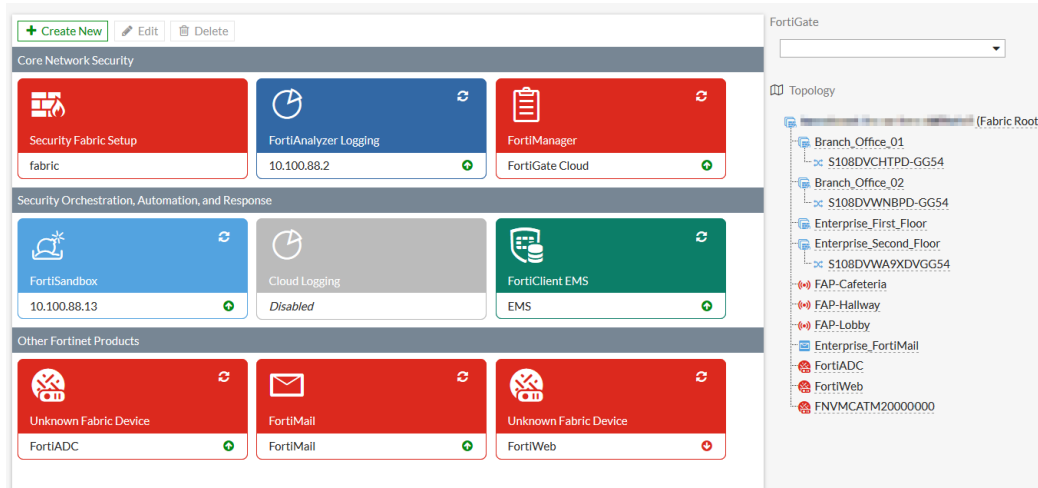 Create New Edit Delete
Core Network Security
Security Fabric Setup
fabric
FortiAnalyzer Logging
10.100.88.2
FortiManager
FortiGate Cloud
Security Orchestration, Automation, and Response
FortiSandbox
10.100.88.13
Cloud Logging
Disabled
FortiClient EMS
EMS
Other Fortinet Products
Unknown Fabric Device
FortiADC
FortiMail
FortiMail
Unknown Fabric Device
FortiWeb
FortiGate
Topology
(Fabric Root
Branch_Office_01
S108DVCHTPD-GG54
Branch_Office_02
S108DVWNBPD-GG54
Enterprise_First_Floor
Enterprise_Second_Floor
S108DVWA9XDVGG54
FAP-Cafeteria
FAP-Hallway
FAP-Lobby
Enterprise_FortiMail
FortiADC
FortiWeb
FNVMCATM20000000